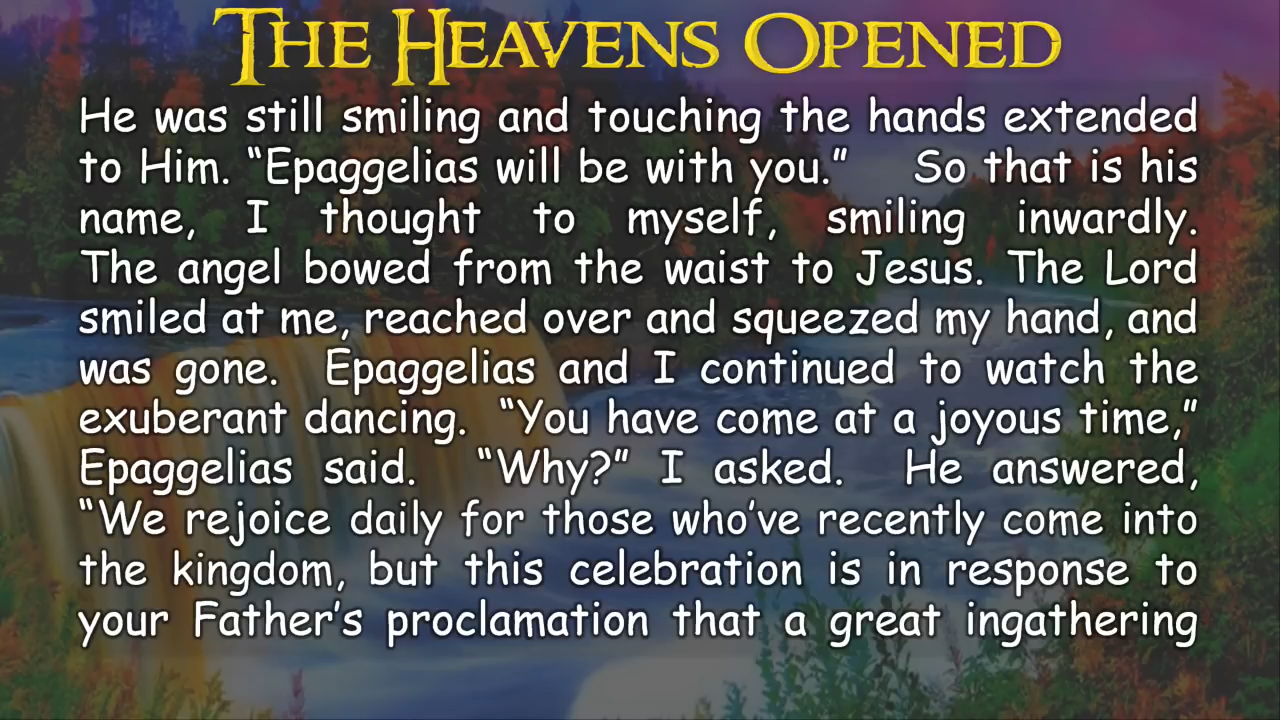 THE HEAVENS OPENED
He was still smiling and touching the hands extended
to Him. “Epaggelias will be with you.” So that is his
name, I thought to myself, smiling inwardly.
The angel bowed from the waist to Jesus. The Lord
smiled at me, reached over and squeezed my hand, and
was gone. Epaggelias and I continued to watch the
exuberant dancing. “You have come at a joyous time,”
Epaggelias said. “Why?” I asked. He answered,
“We rejoice daily for those who’ve recently come into
the kingdom, but this celebration is in response to
your Father’s proclamation that a great ingathering